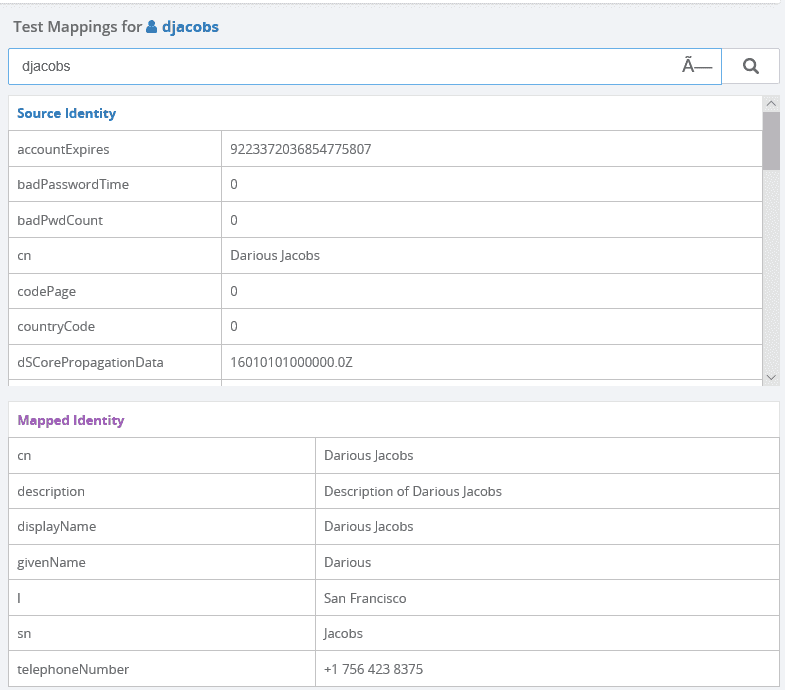 Test Mappings for djacobs
djacobs Ã—
Source Identity
accountExpires 9223372036854775807
badPasswordTime 0
badPwdCount 0
cn Darious Jacobs
codePage 0
countryCode 0
dSCorePropagationData 16010101000000.0Z
Mapped Identity
cn Darious Jacobs
description Description of Darious Jacobs
displayName Darious Jacobs
givenName Darious
l San Francisco
sn Jacobs
telephoneNumber +1 756 423 8375